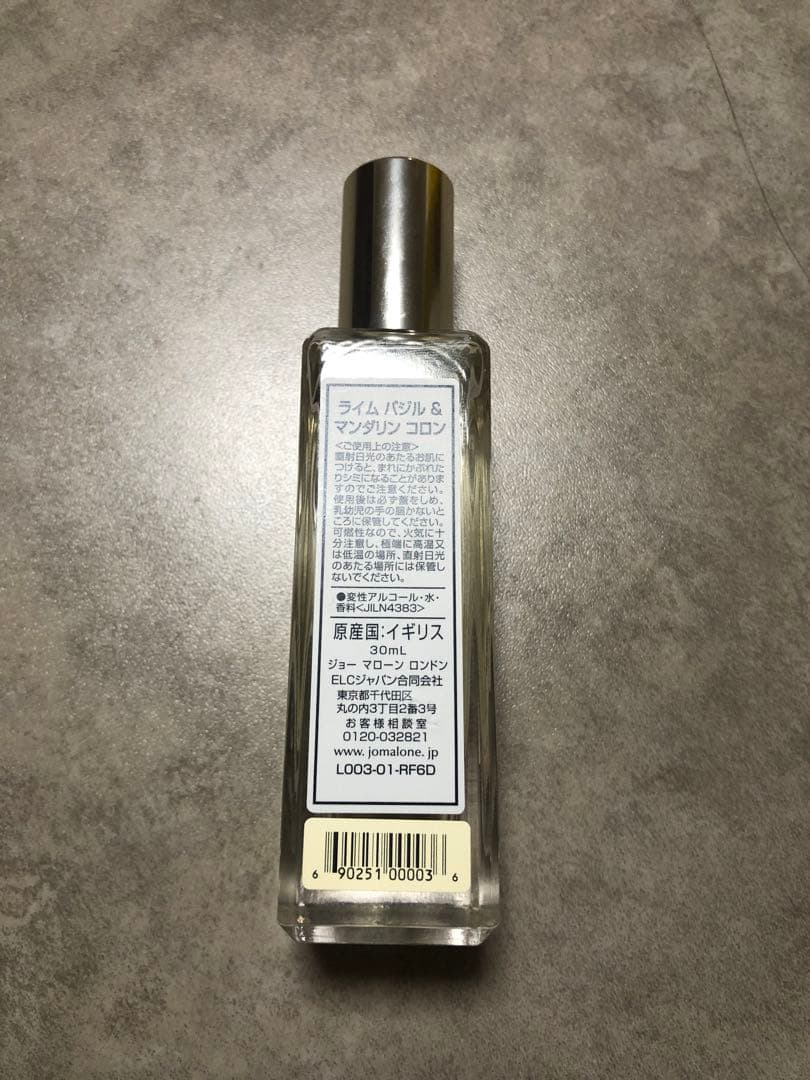 ライム バジル &
マンダリン コロン
<ご使用上の注意>
直射日光のあたるお肌に
つけると、まれにかぶれた
りシミになることがありま
すのでご注意ください。
使用後は必ず蓋をしめ、
乳幼児の手の届かないと
ころに保管してください。
可燃性なので、火気に十
分注意し、極端に高温又
は低温の場所、直射日光
のあたる場所には保管し
ないでください。
●変性アルコール・水・
香料<JILN4383>
原産国:イギリス
30mL
ジョー マローン ロンドン
ELCジャパン合同会社
東京都千代田区
丸の内3丁目2番3号
お客様相談室
0120-032821
www. jomalone. jp
L003-01-RF6D
6 90251 00003 6